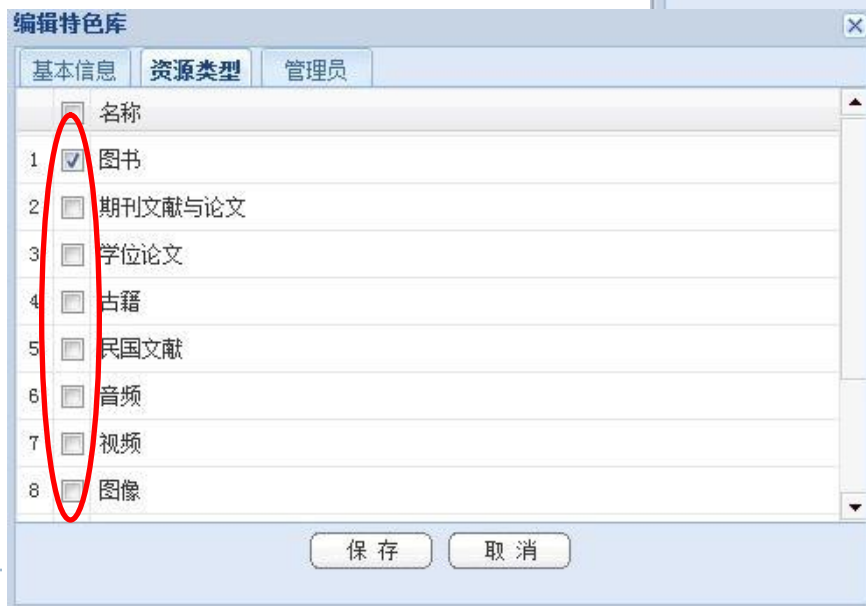 编辑特色库
基本信息 资源类型 管理员
名称
1 图书
2 期刊文献与论文
3 学位论文
4 古籍
5 民国文献
6 音频
7 视频
8 图像
保存 取消